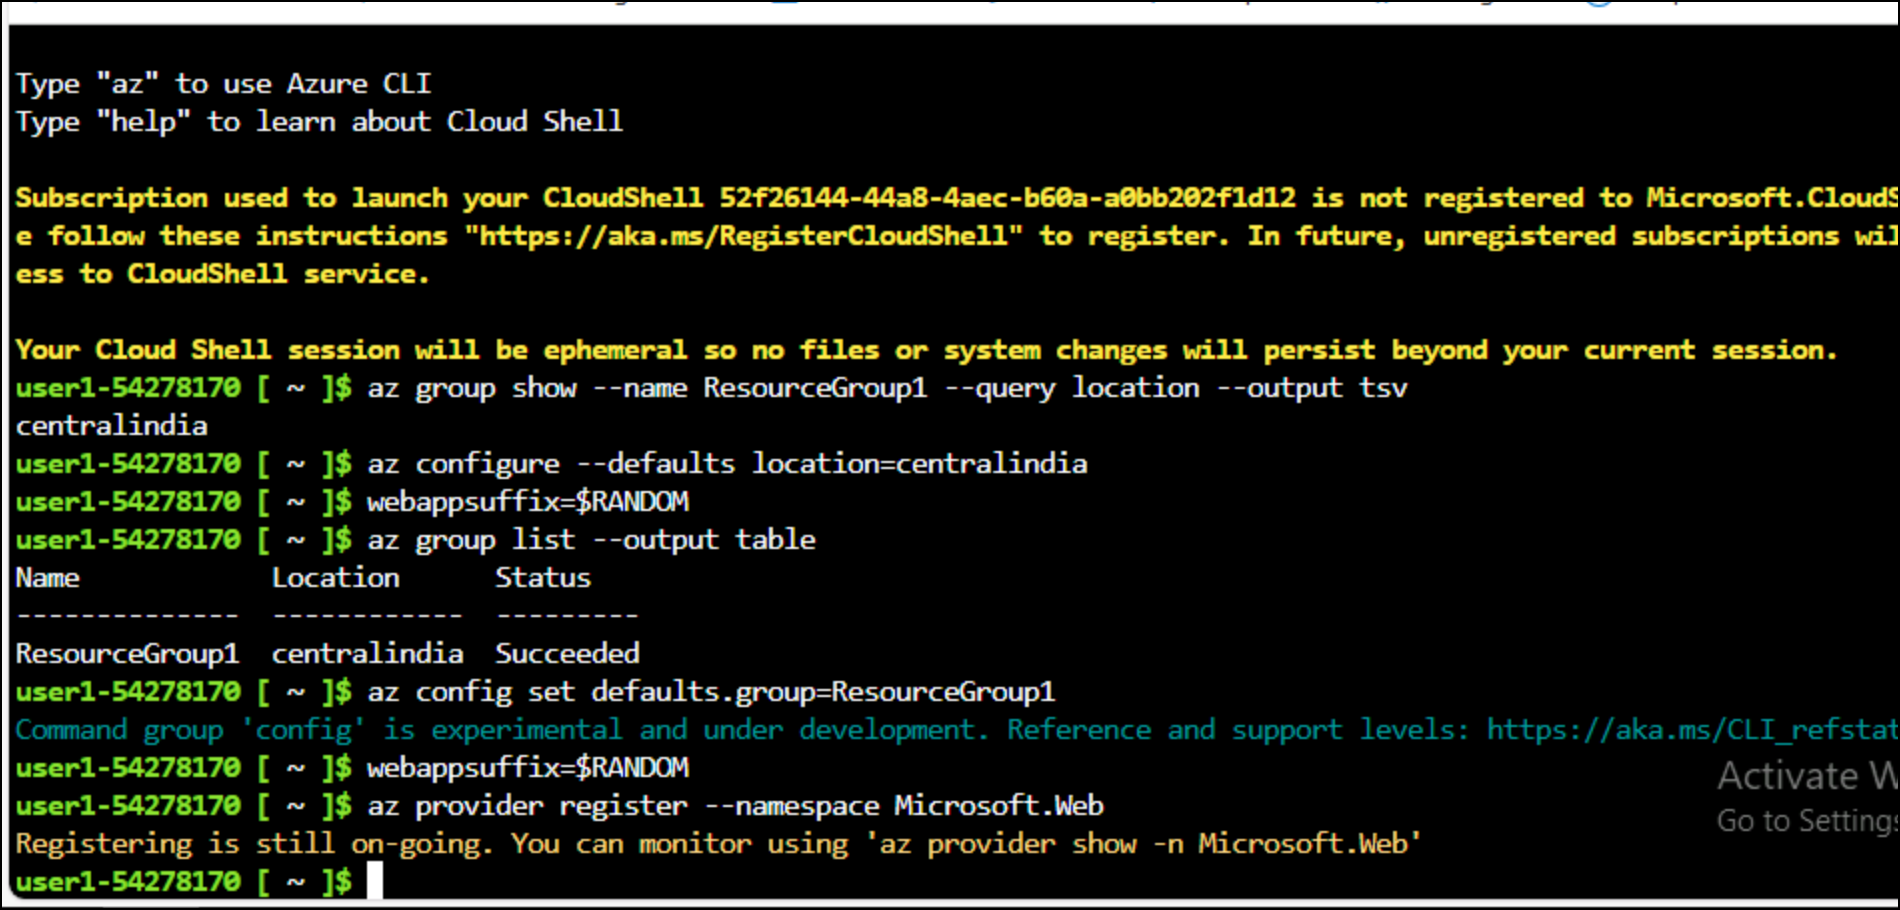 Type "az" to use Azure CLI
Type "help" to learn about Cloud Shell
Subscription used to launch your CloudShell 52f26144-44a8-4aec-b60a-a0bb202f1d12 is not registered to Microsoft.CloudS
e follow these instructions "https://aka.ms/RegisterCloudShell" to register. In future, unregistered subscriptions wil
ess to CloudShell service.
Your Cloud Shell session will be ephemeral so no files or system changes will persist beyond your current session.
user1-54278170 [ ~ ]$ az group show --name ResourceGroup1 --query location --output tsv
centralindia
user1-54278170 [ ~ ]$ az configure --defaults location=centralindia
user1-54278170 [ ~ ]$ webappsuffix=$RANDOM
user1-54278170 [ ~ ]$ az group list --output table
Name            Location      Status
--------------  ------------  ---------
ResourceGroup1  centralindia  Succeeded
user1-54278170 [ ~ ]$ az config set defaults.group=ResourceGroup1
Command group 'config' is experimental and under development. Reference and support levels: https://aka.ms/CLI_refstat
user1-54278170 [ ~ ]$ webappsuffix=$RANDOM
Activate W
user1-54278170 [ ~ ]$ az provider register --namespace Microsoft.Web
Go to Settings
Registering is still on-going. You can monitor using 'az provider show -n Microsoft.Web'
user1-54278170 [ ~ ]$